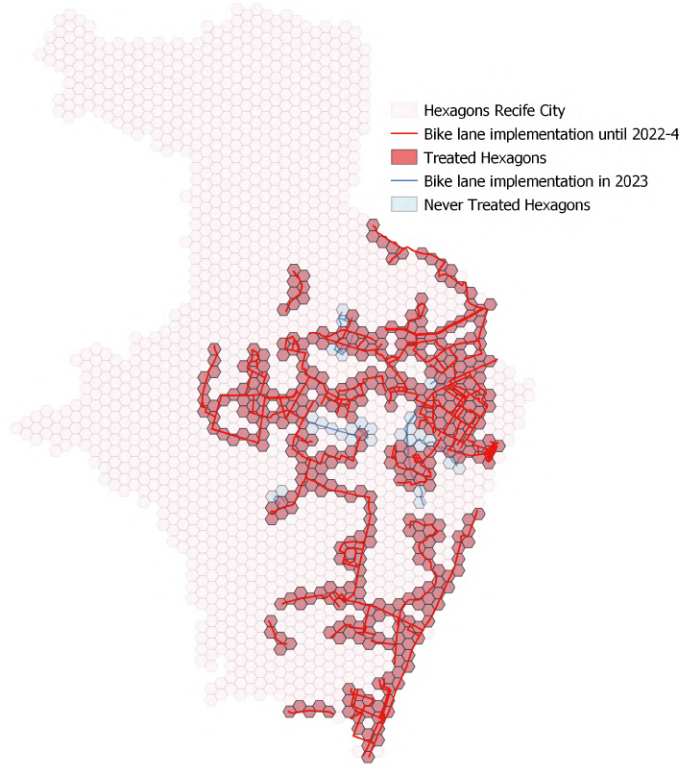 Hexagons Recife City
Bike lane implementation until 2022-4
Treated Hexagons
Bike lane implementation in 2023
Never Treated Hexagons